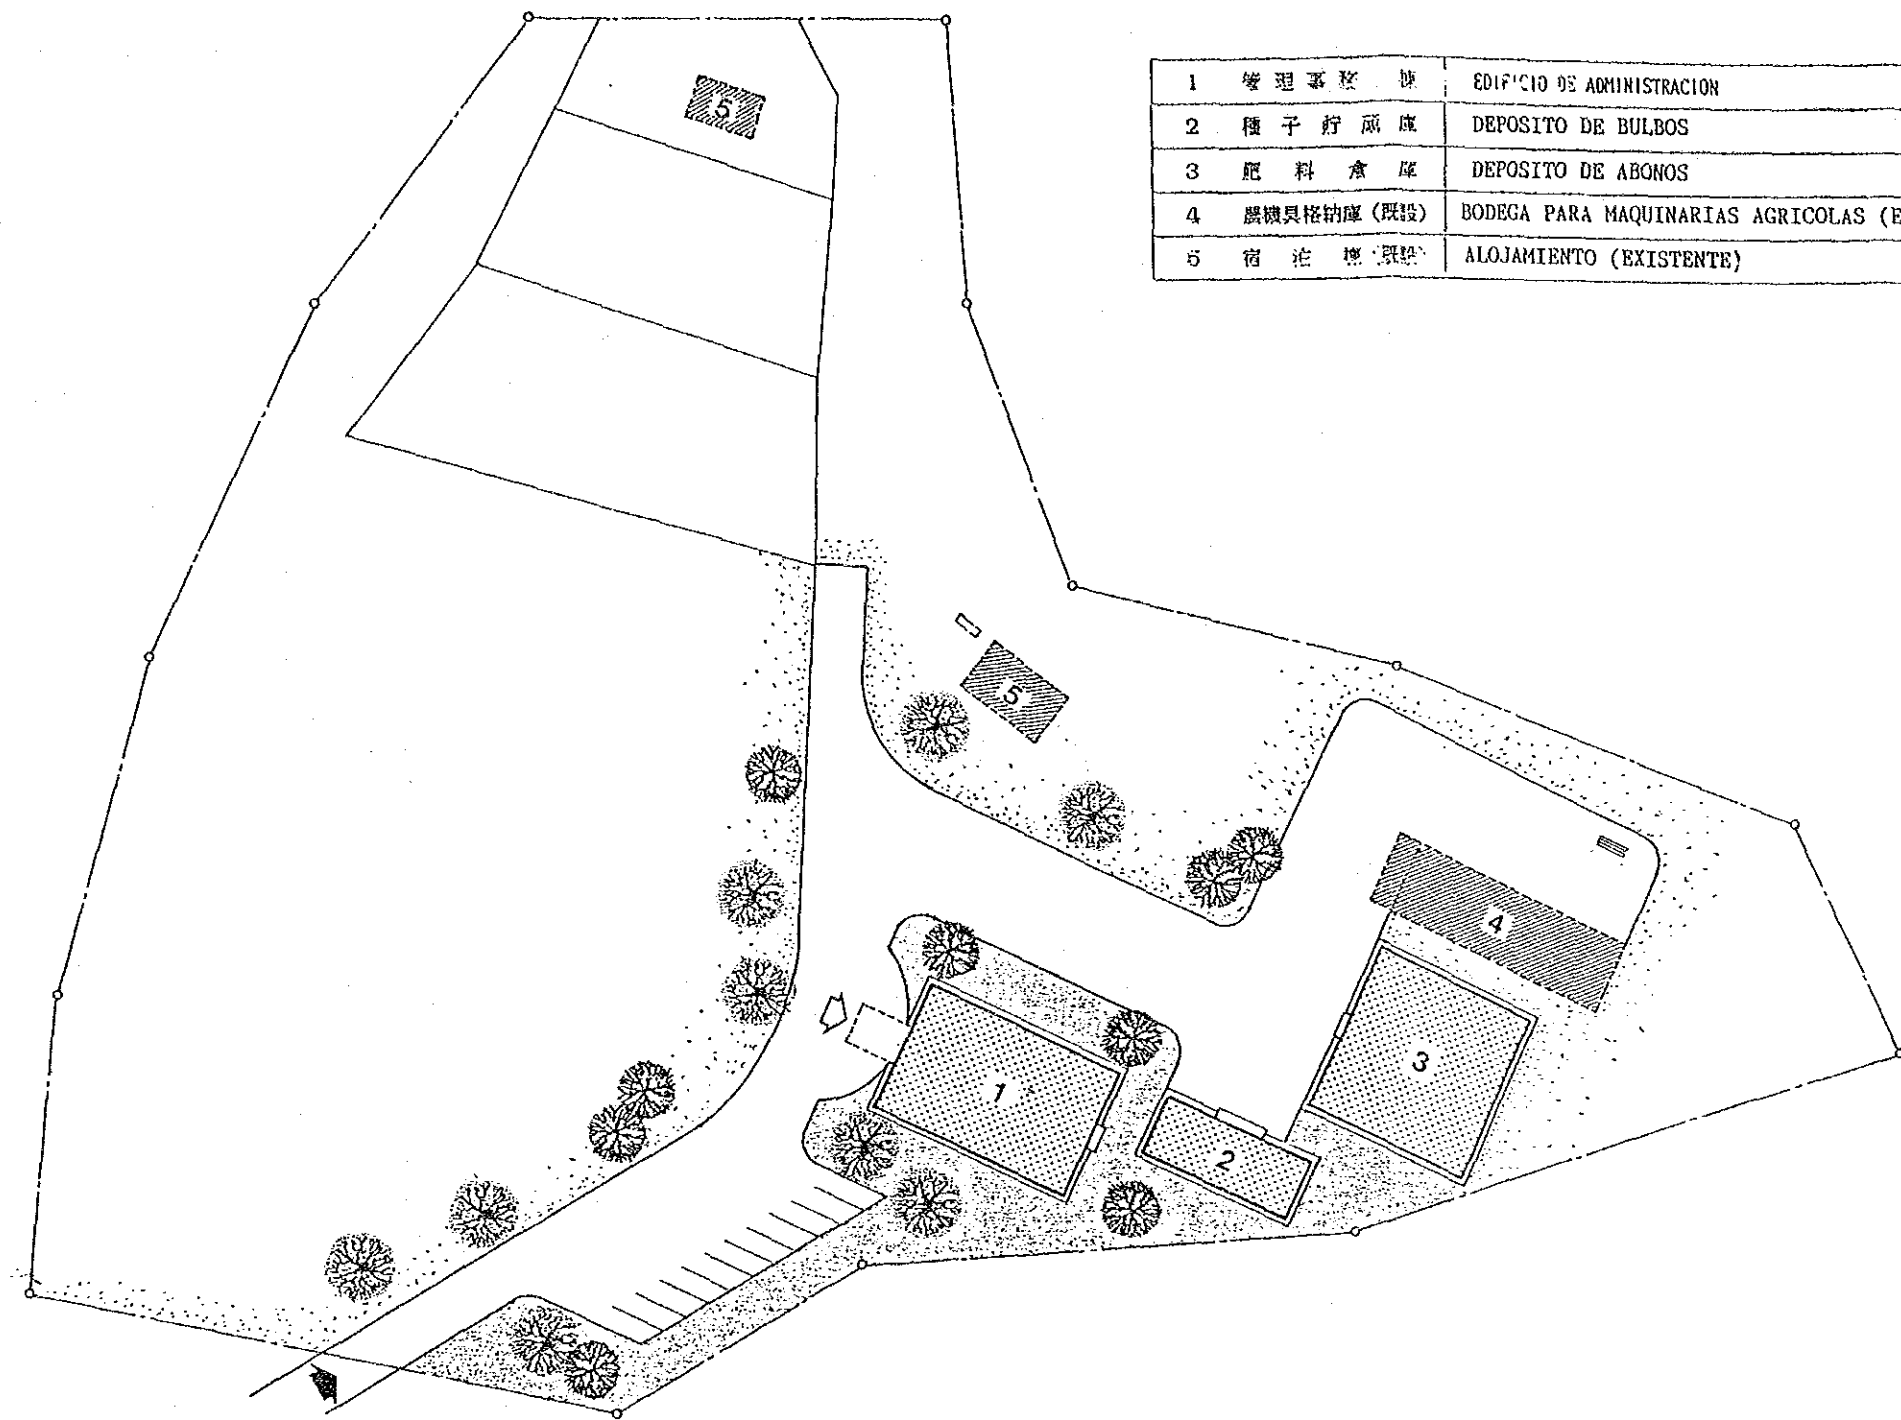 1 管理事務棟 EDIFICIO DE ADMINISTRACION
2 種子貯蔵庫 DEPOSITO DE BULBOS
3 肥料倉庫 DEPOSITO DE ABONOS
4 農機具格納庫 (既設) BODEGA PARA MAQUINARIAS AGRICOLAS (E
5 宿泊棟 (既設) ALOJAMIENTO (EXISTENTE)
5
5
4
3
1
2